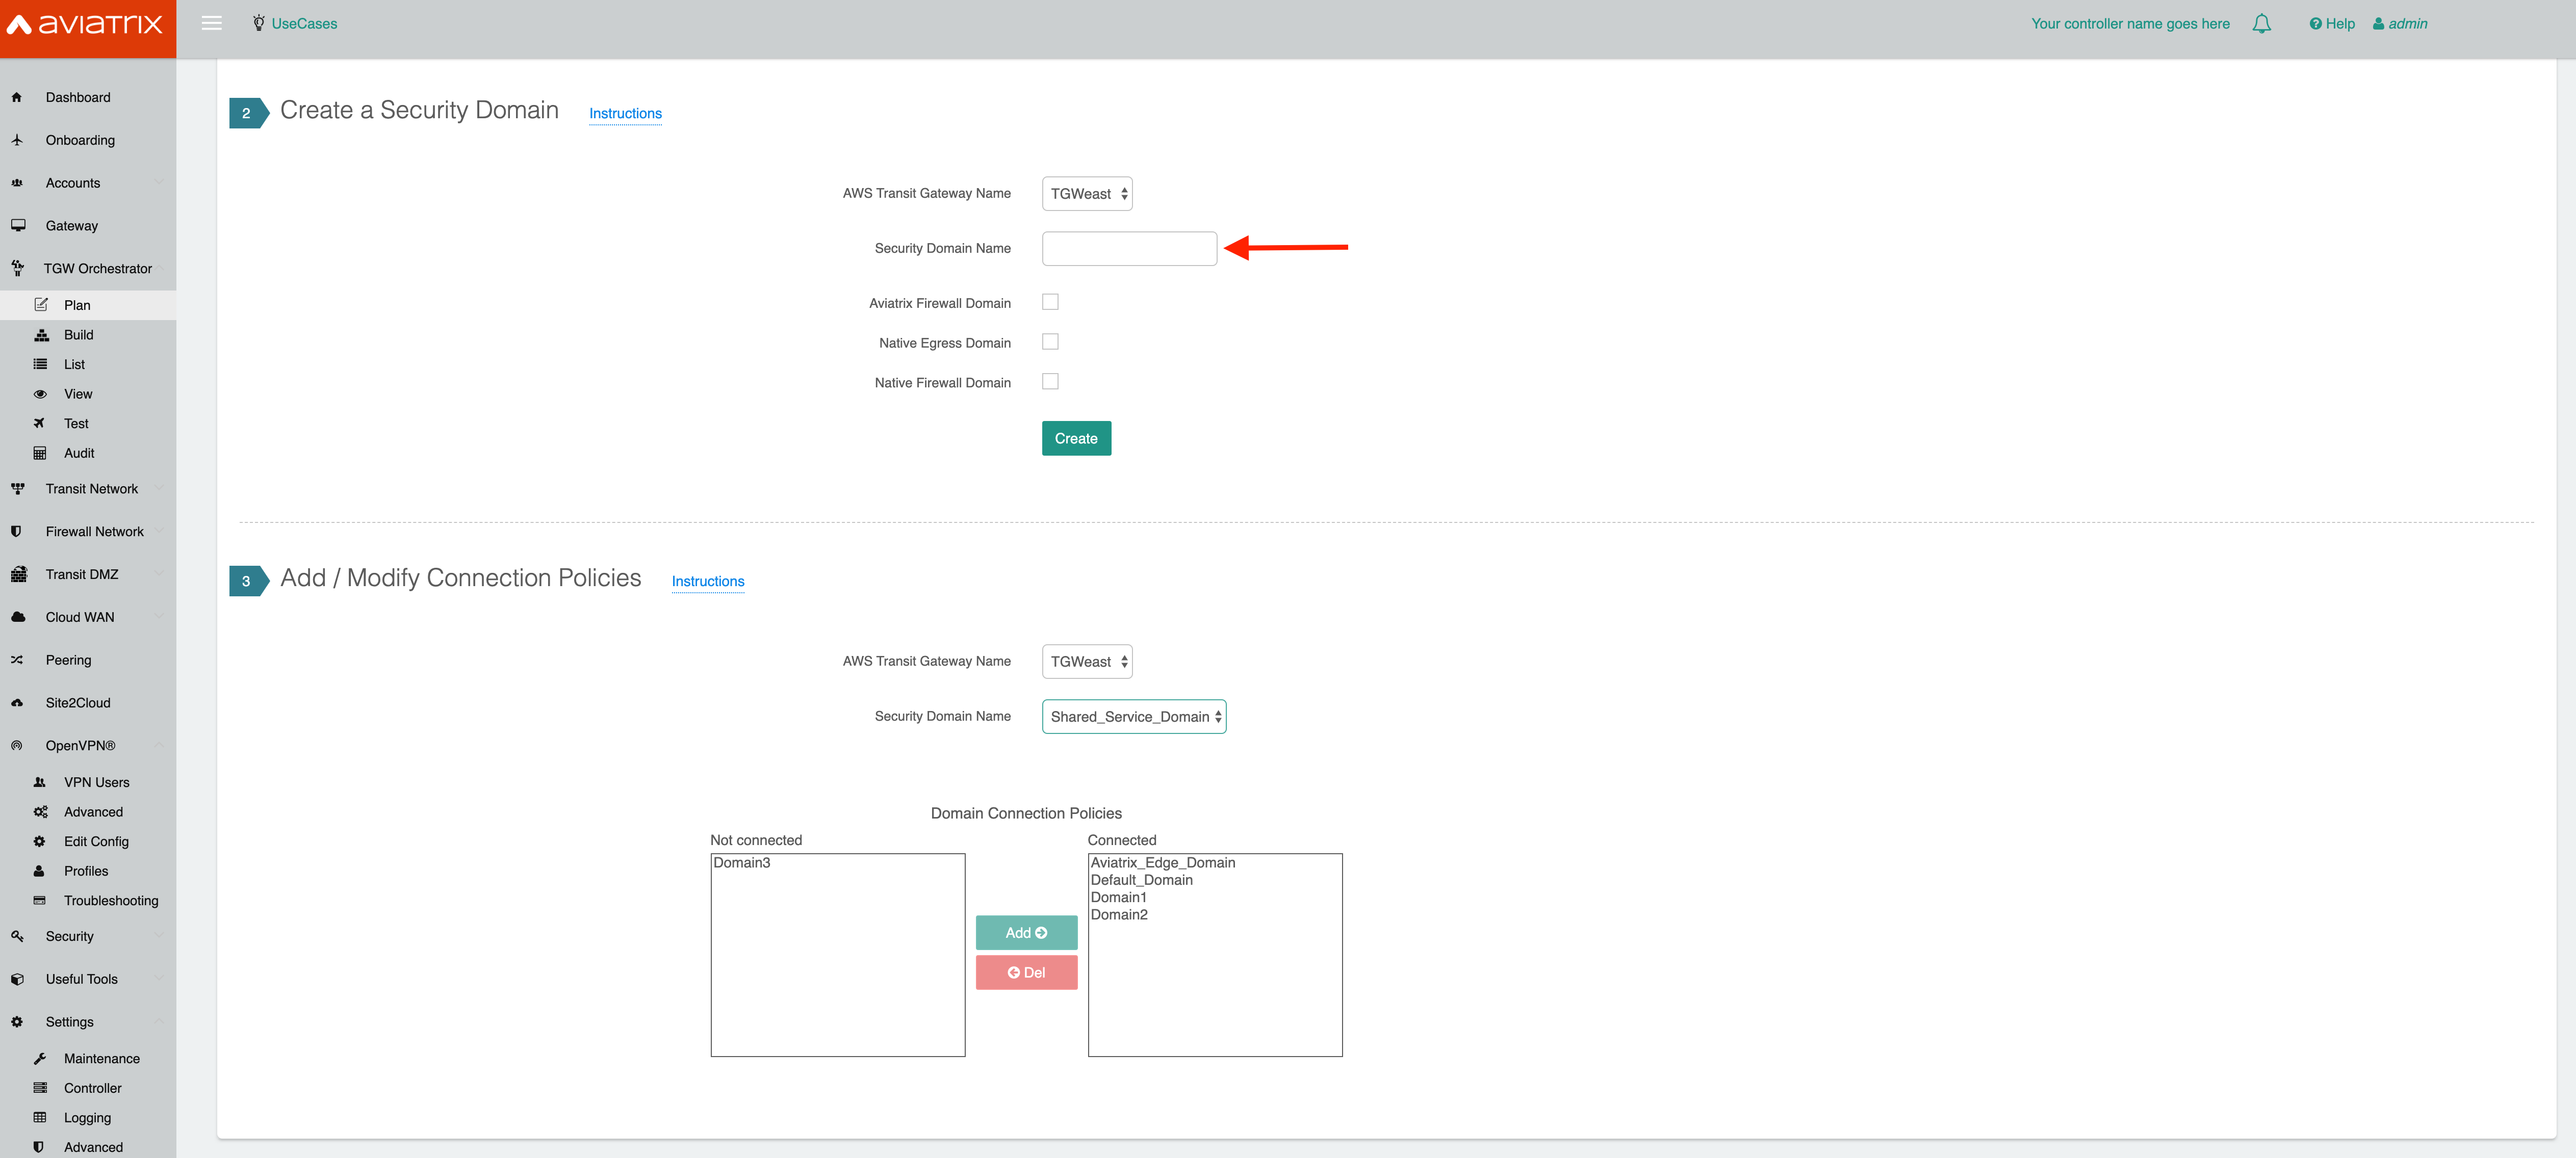 aviatrix
UseCases
Your controller name goes here
Help
admin
Dashboard
Onboarding
Accounts
Gateway
TGW Orchestrator
Plan
Build
List
View
Test
Audit
Transit Network
Firewall Network
Transit DMZ
Cloud WAN
Peering
Site2Cloud
OpenVPN®
VPN Users
Advanced
Edit Config
Profiles
Troubleshooting
Security
Useful Tools
Settings
Maintenance
Controller
Logging
Advanced
2 Create a Security Domain Instructions
AWS Transit Gateway Name TGWeast
Security Domain Name
Aviatrix Firewall Domain
Native Egress Domain
Native Firewall Domain
Create
3 Add / Modify Connection Policies Instructions
AWS Transit Gateway Name TGWeast
Security Domain Name Shared_Service_Domain
Domain Connection Policies
Not connected
Domain3
Add
Del
Connected
Aviatrix_Edge_Domain
Default_Domain
Domain1
Domain2